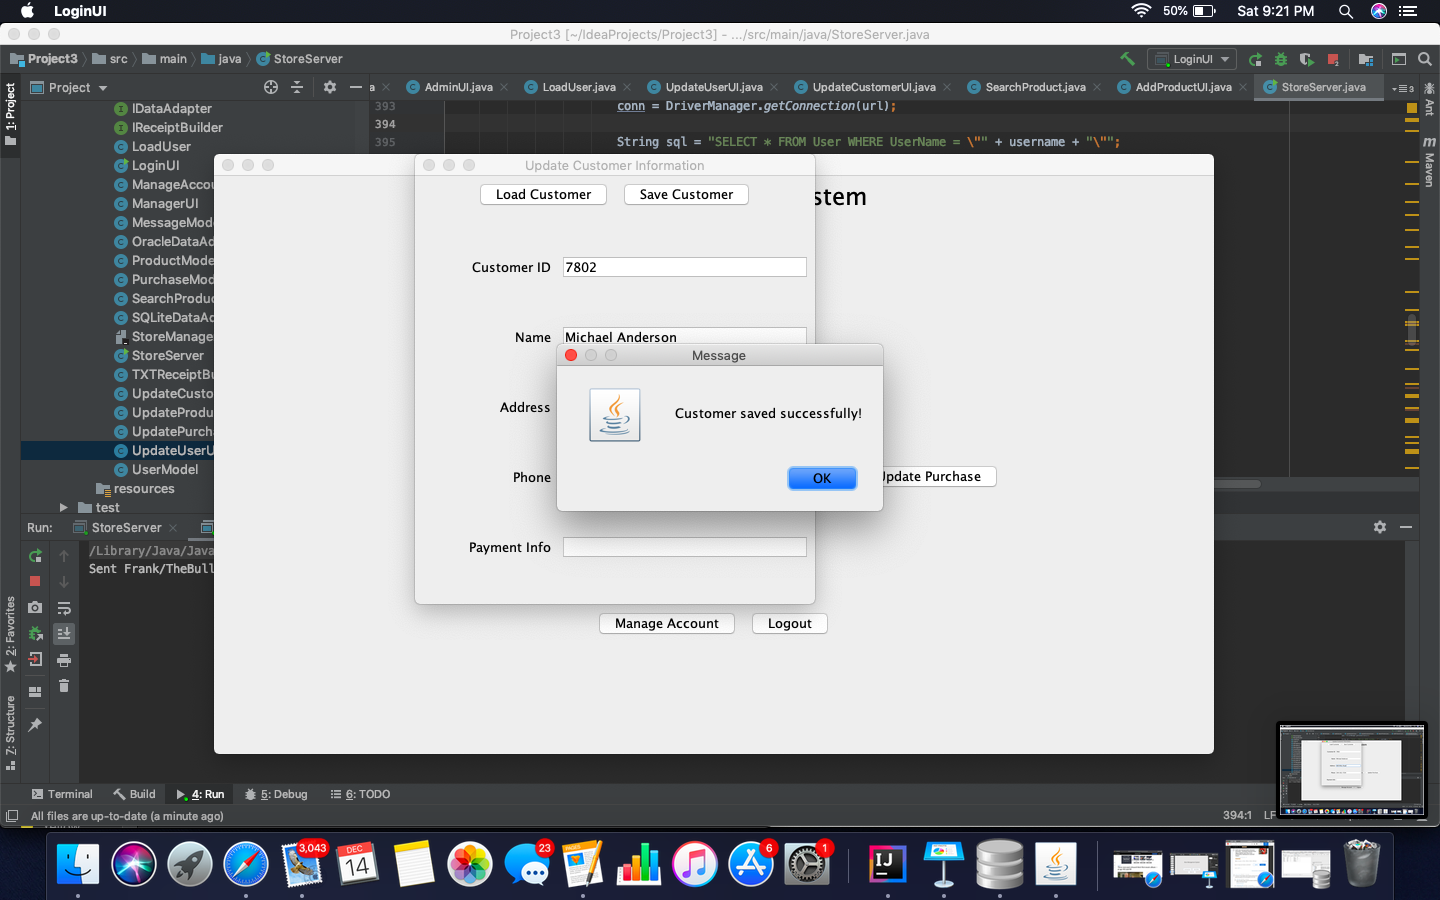 LoginUI
50%
Sat 9:21 PM
Project3 [~/IdeaProjects/Project3] - .../src/main/java/StoreServer.java
Project3
src
main
java
StoreServer
LoginUI
Project
AdminUI.java
LoadUser.java
UpdateUserUI.java
UpdateCustomerUI.java
SearchProduct.java
AddProductUI.java
StoreServer.java
3
1: Project
Ant
Maven
393
conn = DriverManager.getConnection(url);
394
395
String sql = "SELECT * FROM User WHERE UserName = \"" + username + "\"";
IDataAdapter
IReceiptBuilder
LoadUser
LoginUI
ManageAccou
ManagerUI
MessageMode
OracleDataAd
ProductMode
PurchaseMod
SearchProduc
SQLiteDataAd
StoreManage
StoreServer
TXTReceiptBu
UpdateCusto
UpdateProdu
UpdatePurch
UpdateUserU
UserModel
resources
test
stem
Update Customer Information
Load Customer
Save Customer
Customer ID
7802
Name
Michael Anderson
Address
Phone
Payment Info
Message
Customer saved successfully!
OK
Update Purchase
Manage Account
Logout
Run:
StoreServer
/Library/Java/Java
Sent Frank/TheBull
2: Favorites
7: Structure
Terminal
Build
4: Run
5: Debug
6: TODO
All files are up-to-date (a minute ago)
394:1
LF
3,043
DEC
14
23
6
1
IJ